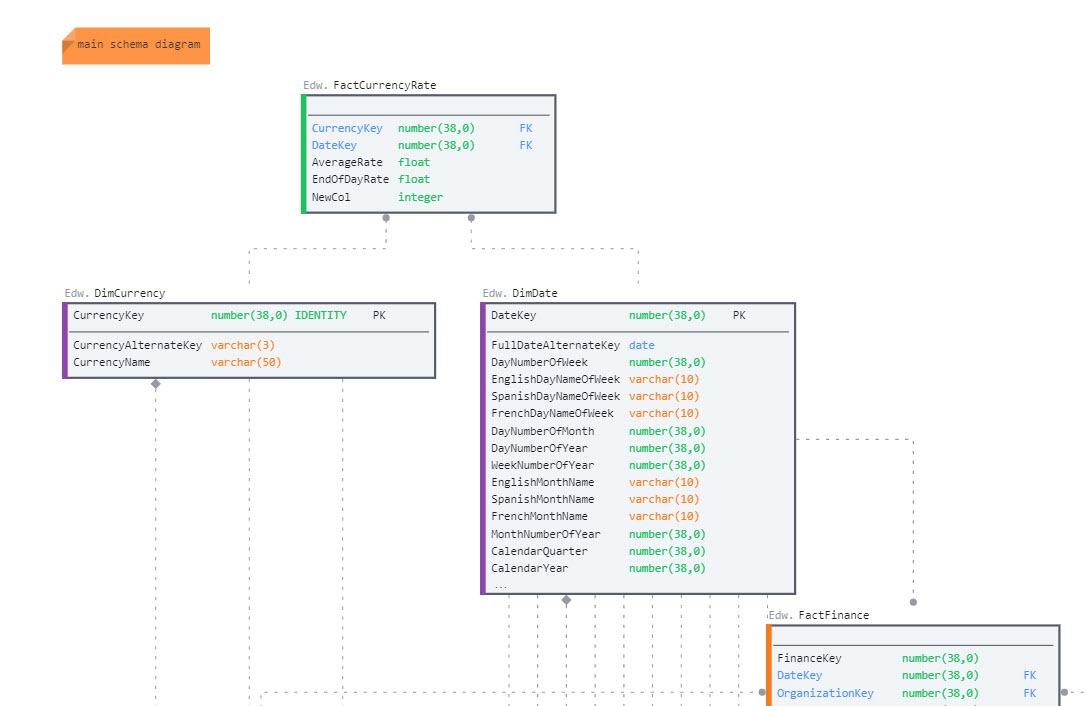 main schema diagram
Edw. FactCurrencyRate
CurrencyKey number(38,0) FK
DateKey number(38,0) FK
AverageRate float
EndOfDayRate float
NewCol integer
Edw. DimCurrency
CurrencyKey number(38,0) IDENTITY PK
CurrencyAlternateKey varchar(3)
CurrencyName varchar(50)
Edw. DimDate
DateKey number(38,0) PK
FullDateAlternateKey date
DayNumberOfWeek number(38,0)
EnglishDayNameOfWeek varchar(10)
SpanishDayNameOfWeek varchar(10)
FrenchDayNameOfWeek varchar(10)
DayNumberOfMonth number(38,0)
DayNumberOfYear number(38,0)
WeekNumberOfYear number(38,0)
EnglishMonthName varchar(10)
SpanishMonthName varchar(10)
FrenchMonthName varchar(10)
MonthNumberOfYear number(38,0)
CalendarQuarter number(38,0)
CalendarYear number(38,0)
...
Edw. FactFinance
FinanceKey number(38,0)
DateKey number(38,0) FK
OrganizationKey number(38,0) FK